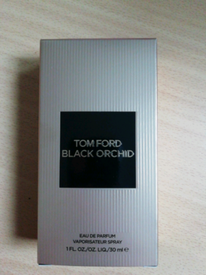 TOM FORD
BLACK ORCHID
EAU DE PARFUM
VAPORISATEUR SPRAY
1 FL.OZ./OZ. LIQ./30 ml ℮